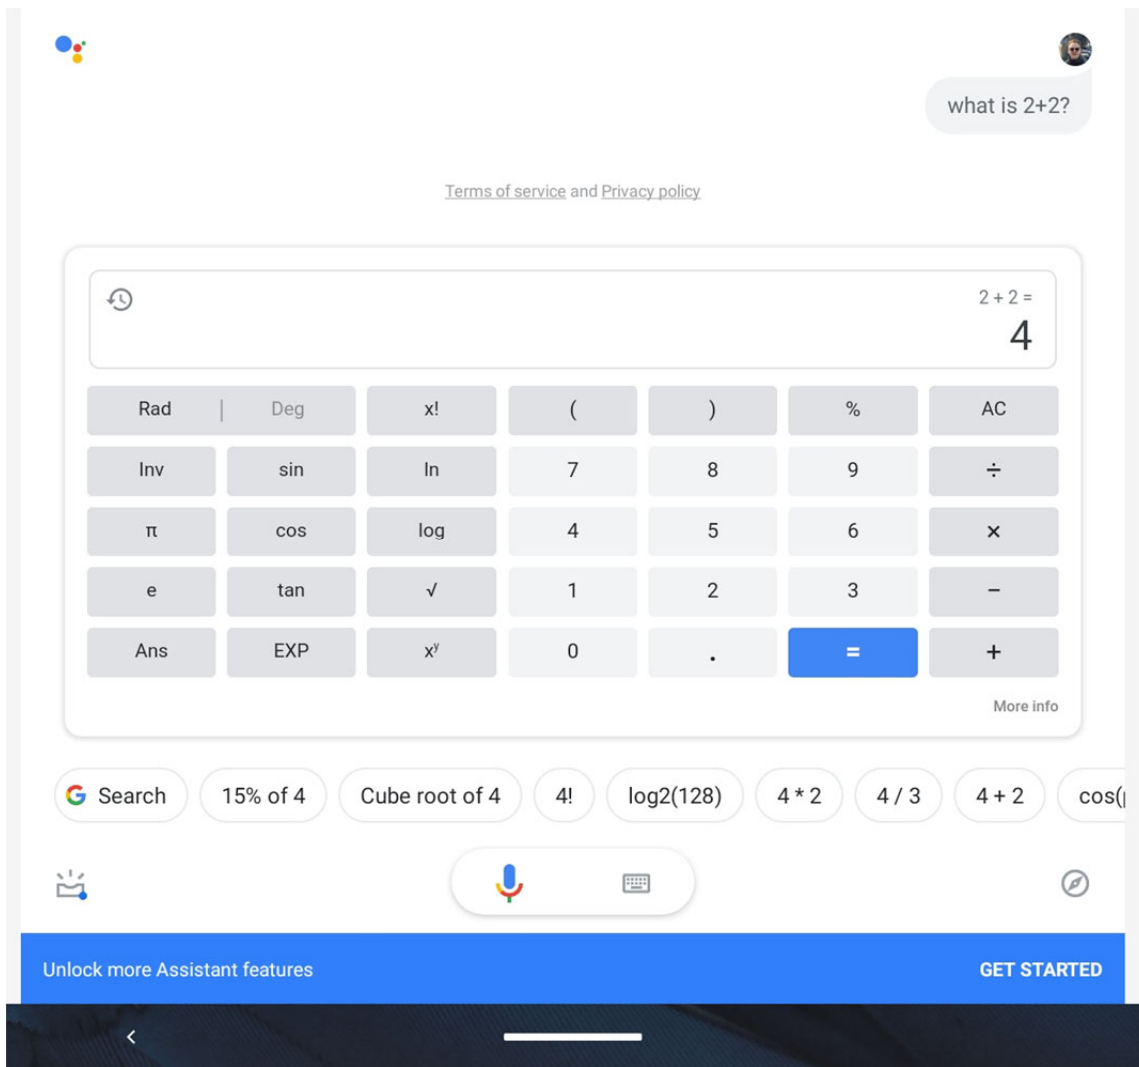 what is 2+2?
Terms of service and Privacy policy
2 + 2 =
4
Rad | Deg x! ( ) % AC
Inv sin ln 7 8 9 ÷
π cos log 4 5 6 ×
e tan √ 1 2 3 −
Ans EXP xʸ 0 . = +
More info
G Search 15% of 4 Cube root of 4 4! log2(128) 4 * 2 4 / 3 4 + 2 cos(
Unlock more Assistant features GET STARTED